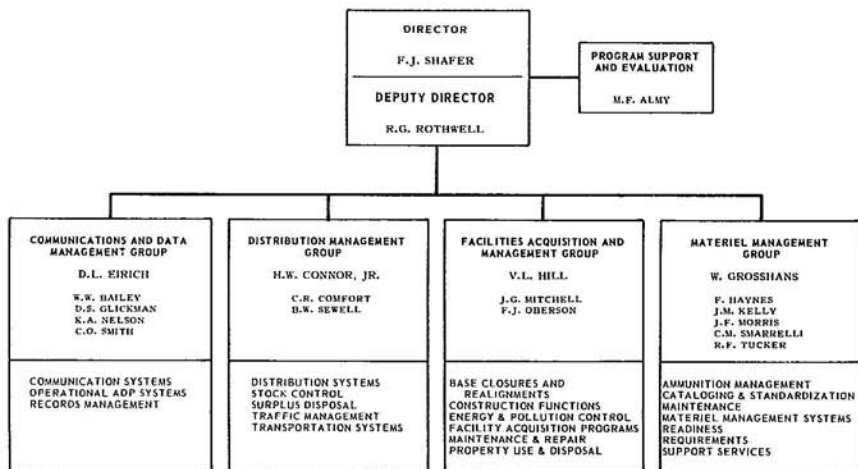 DIRECTOR
F.J. SHAFER
DEPUTY DIRECTOR
R.G. ROTHWELL
PROGRAM SUPPORT
AND EVALUATION
M.F. ALMY
COMMUNICATIONS AND DATA
MANAGEMENT GROUP
D.L. EIRICH
W.W. BAILEY
D.S. GLICKMAN
K.A. NELSON
C.O. SMITH
COMMUNICATION SYSTEMS
OPERATIONAL ADP SYSTEMS
RECORDS MANAGEMENT
DISTRIBUTION MANAGEMENT
GROUP
H.W. CONNOR, JR.
C.R. COMFORT
B.W. SEWELL
DISTRIBUTION SYSTEMS
STOCK CONTROL
SURPLUS DISPOSAL
TRAFFIC MANAGEMENT
TRANSPORTATION SYSTEMS
FACILITIES ACQUISITION AND
MANAGEMENT GROUP
V.L. HILL
J.G. MITCHELL
F.J. OBERSON
BASE CLOSURES AND
REALIGNMENTS
CONSTRUCTION FUNCTIONS
ENERGY & POLLUTION CONTROL
FACILITY ACQUISITION PROGRAMS
MAINTENANCE & REPAIR
PROPERTY USE & DISPOSAL
MATERIEL MANAGEMENT
GROUP
W. GROSSHANS
F. HAYNES
J.M. KELLY
J.F. MORRIS
C.M. SMARRELLI
R.F. TUCKER
AMMUNITION MANAGEMENT
CATALOGING & STANDARDIZATION
MAINTENANCE
MATERIEL MANAGEMENT SYSTEMS
READINESS
REQUIREMENTS
SUPPORT SERVICES